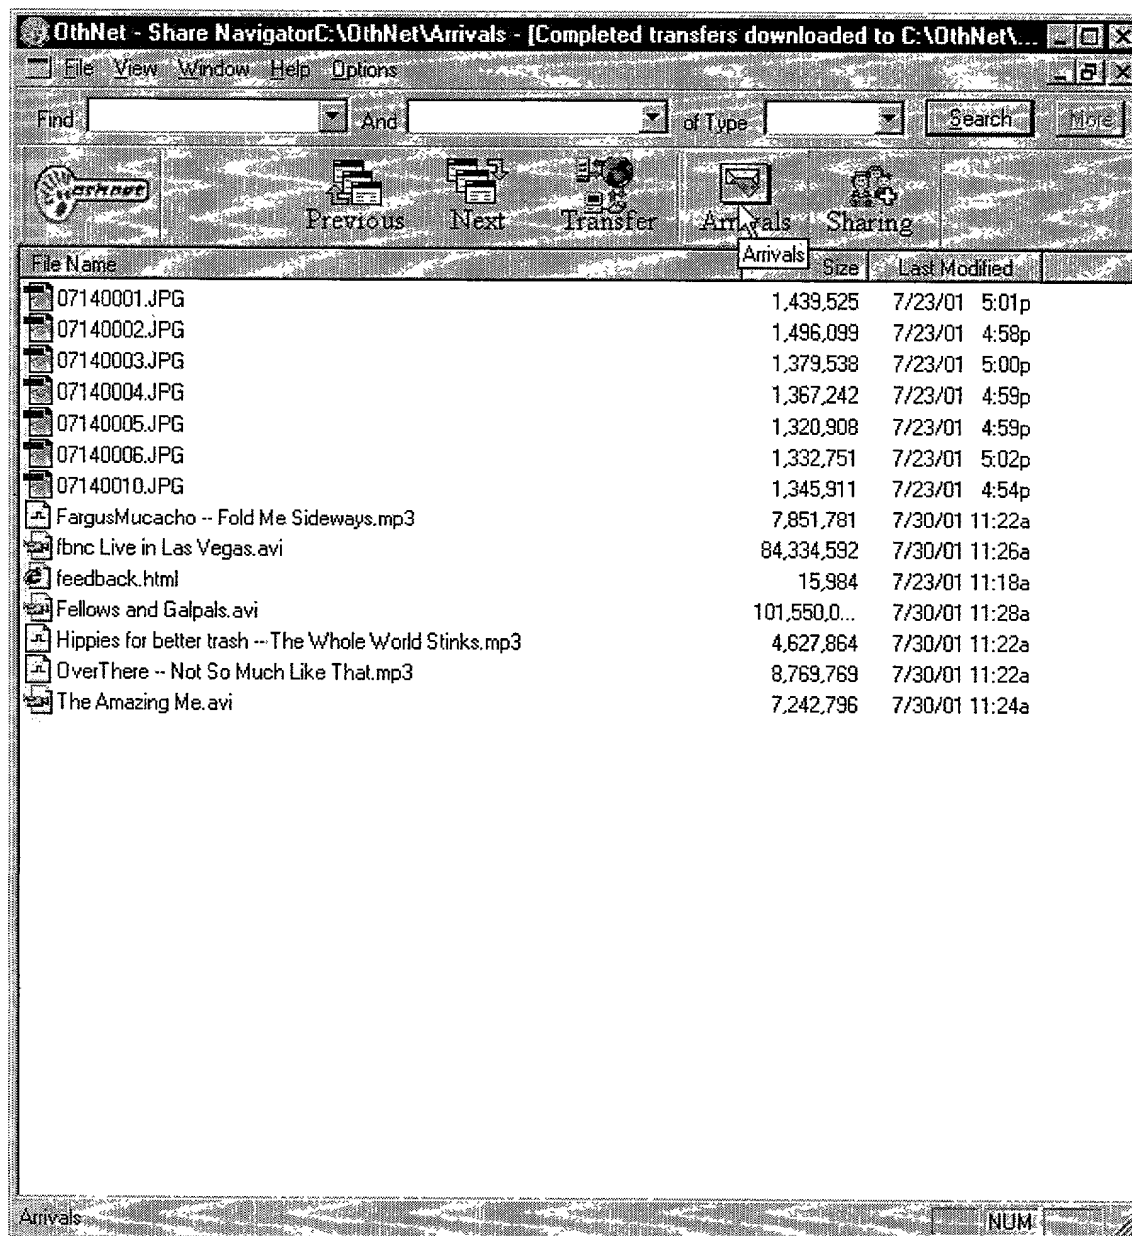 OthNet - Share NavigatorC:\OthNet\Arrivals - [Completed transfers downloaded to C:\OthNet\...
File View Window Help Options
Find And of Type Search More
othnet
Previous Next Transfer Arrivals Sharing
Arrivals
File Name Size Last Modified
07140001.JPG 1,439,525 7/23/01 5:01p
07140002.JPG 1,496,099 7/23/01 4:58p
07140003.JPG 1,379,538 7/23/01 5:00p
07140004.JPG 1,367,242 7/23/01 4:59p
07140005.JPG 1,320,908 7/23/01 4:59p
07140006.JPG 1,332,751 7/23/01 5:02p
07140010.JPG 1,345,911 7/23/01 4:54p
FargusMucacho -- Fold Me Sideways.mp3 7,851,781 7/30/01 11:22a
fbnc Live in Las Vegas.avi 84,334,592 7/30/01 11:26a
feedback.html 15,984 7/23/01 11:18a
Fellows and Galpals.avi 101,550,0... 7/30/01 11:28a
Hippies for better trash -- The Whole World Stinks.mp3 4,627,864 7/30/01 11:22a
OverThere -- Not So Much Like That.mp3 8,769,769 7/30/01 11:22a
The Amazing Me.avi 7,242,796 7/30/01 11:24a
Arrivals NUM